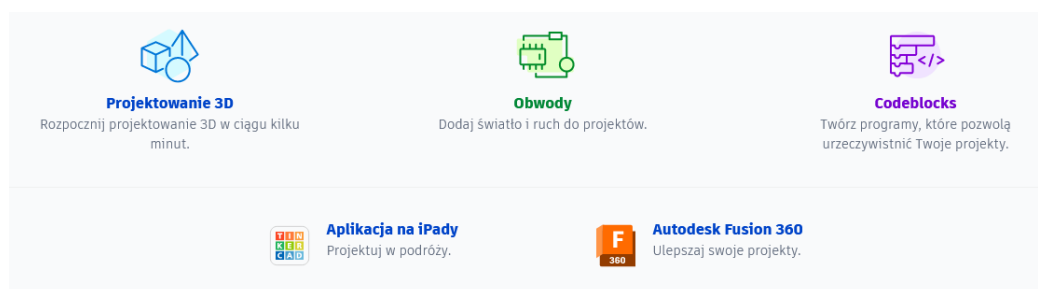 Projektowanie 3D
Rozpocznij projektowanie 3D w ciągu kilku
minut.
Obwody
Dodaj światło i ruch do projektów.
</>
Codeblocks
Twórz programy, które pozwolą
urzeczywistnić Twoje projekty.
TIN
KER
CAD
Aplikacja na iPady
Projektuj w podróży.
F
360
Autodesk Fusion 360
Ulepszaj swoje projekty.